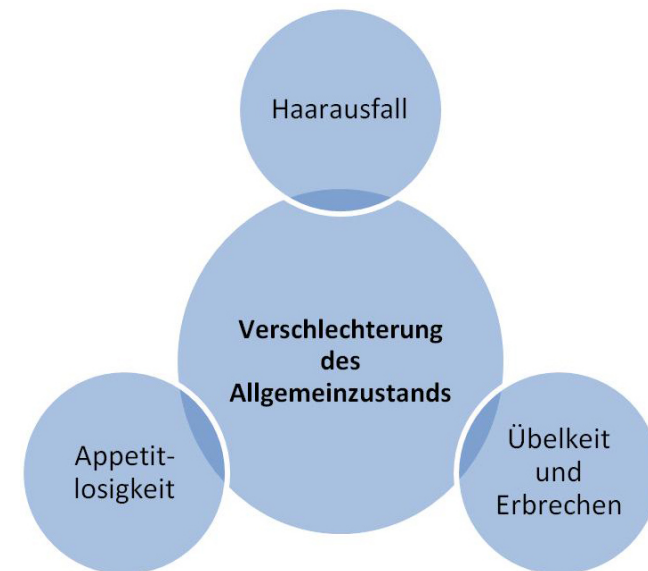 Haarausfall
Verschlechterung
des
Allgemeinzustands
Appetit-
losigkeit
Übelkeit
und
Erbrechen